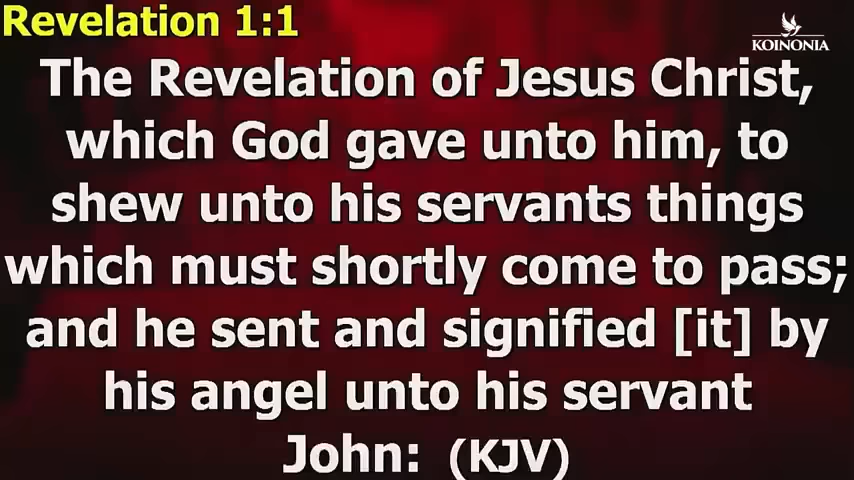 Revelation 1:1
KOINONIA
The Revelation of Jesus Christ,
which God gave unto him, to
shew unto his servants things
which must shortly come to pass;
and he sent and signified [it] by
his angel unto his servant
John: (KJV)